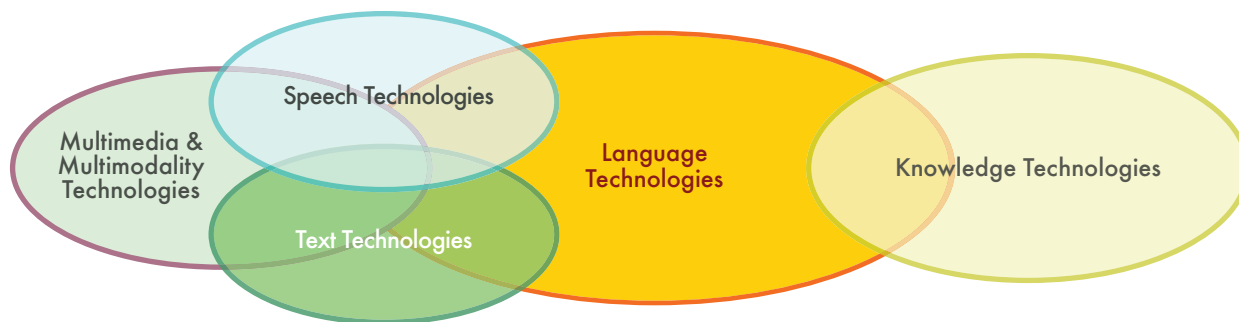 Speech Technologies
Multimedia &
Multimodality
Technologies
Language
Technologies
Knowledge Technologies
Text Technologies